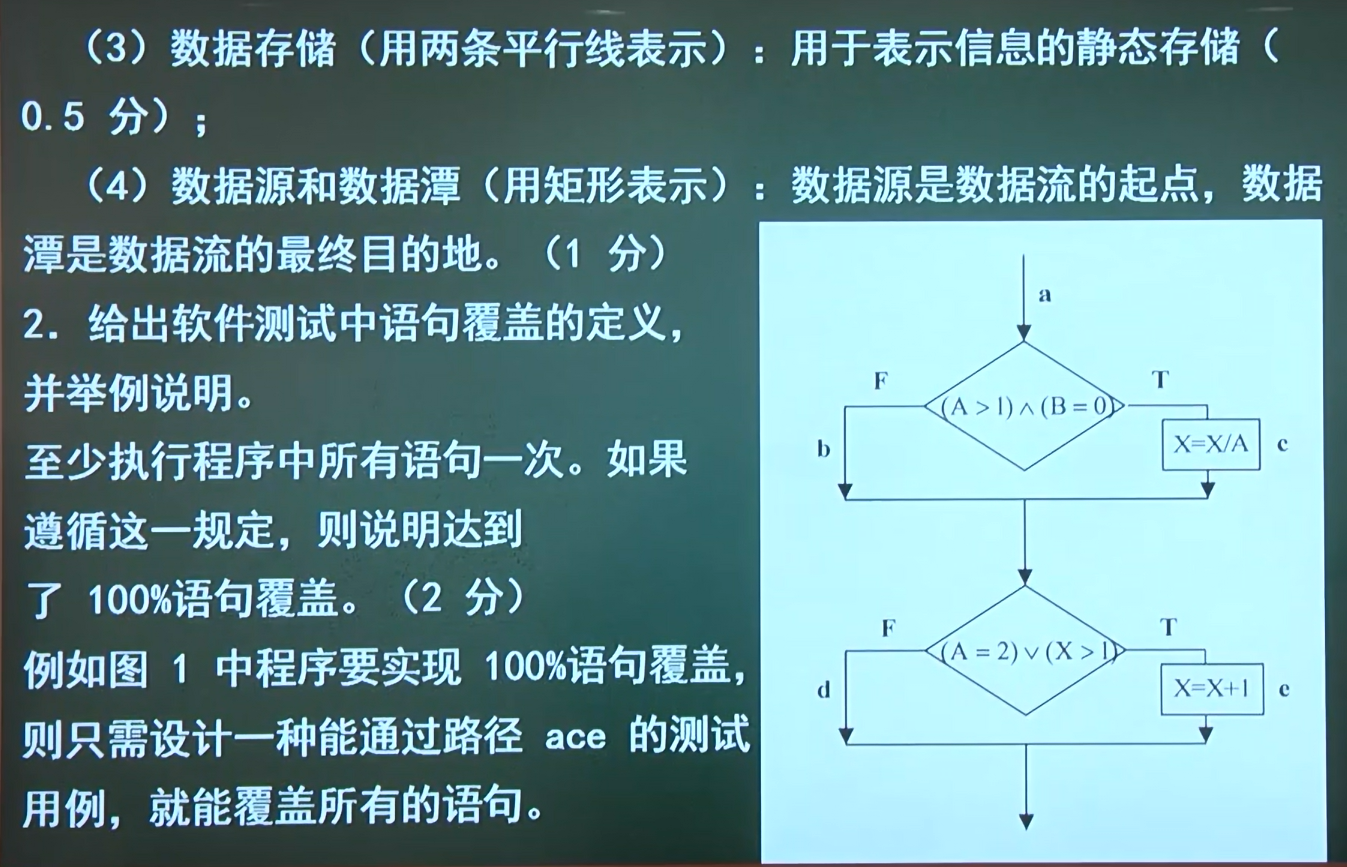 （3）数据存储（用两条平行线表示）：用于表示信息的静态存储（
0.5 分）；
（4）数据源和数据潭（用矩形表示）：数据源是数据流的起点，数据
潭是数据流的最终目的地。（1 分）
2. 给出软件测试中语句覆盖的定义，
并举例说明。
至少执行程序中所有语句一次。如果
遵循这一规定，则说明达到
了 100%语句覆盖。（2 分）
例如图 1 中程序要实现 100%语句覆盖，
则只需设计一种能通过路径 ace 的测试
用例，就能覆盖所有的语句。
a
F
T
(A > 1) ∧ (B = 0)
b
X=X/A
c
F
T
(A = 2) ∨ (X > 1)
d
X=X+1
e